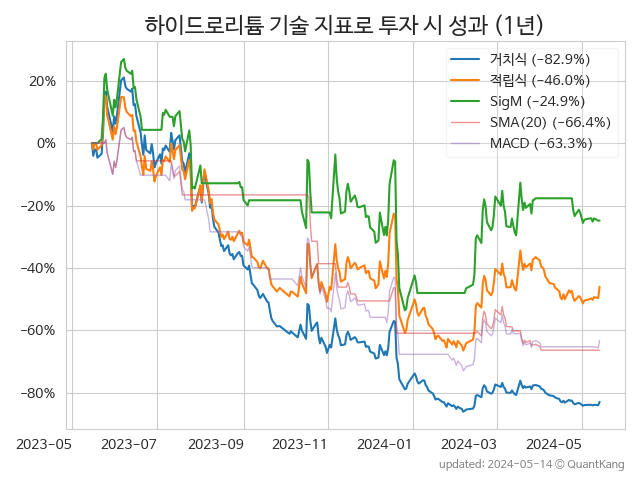 하이드로리튬 기술 지표로 투자 시 성과 (1년)
거치식 (−82.9%)
적립식 (−46.0%)
SigM (−24.9%)
SMA(20) (−66.4%)
MACD (−63.3%)
20%
0%
−20%
−40%
−60%
−80%
2023-05 2023-07 2023-09 2023-11 2024-01 2024-03 2024-05
updated: 2024-05-14 ⓒ QuantKang